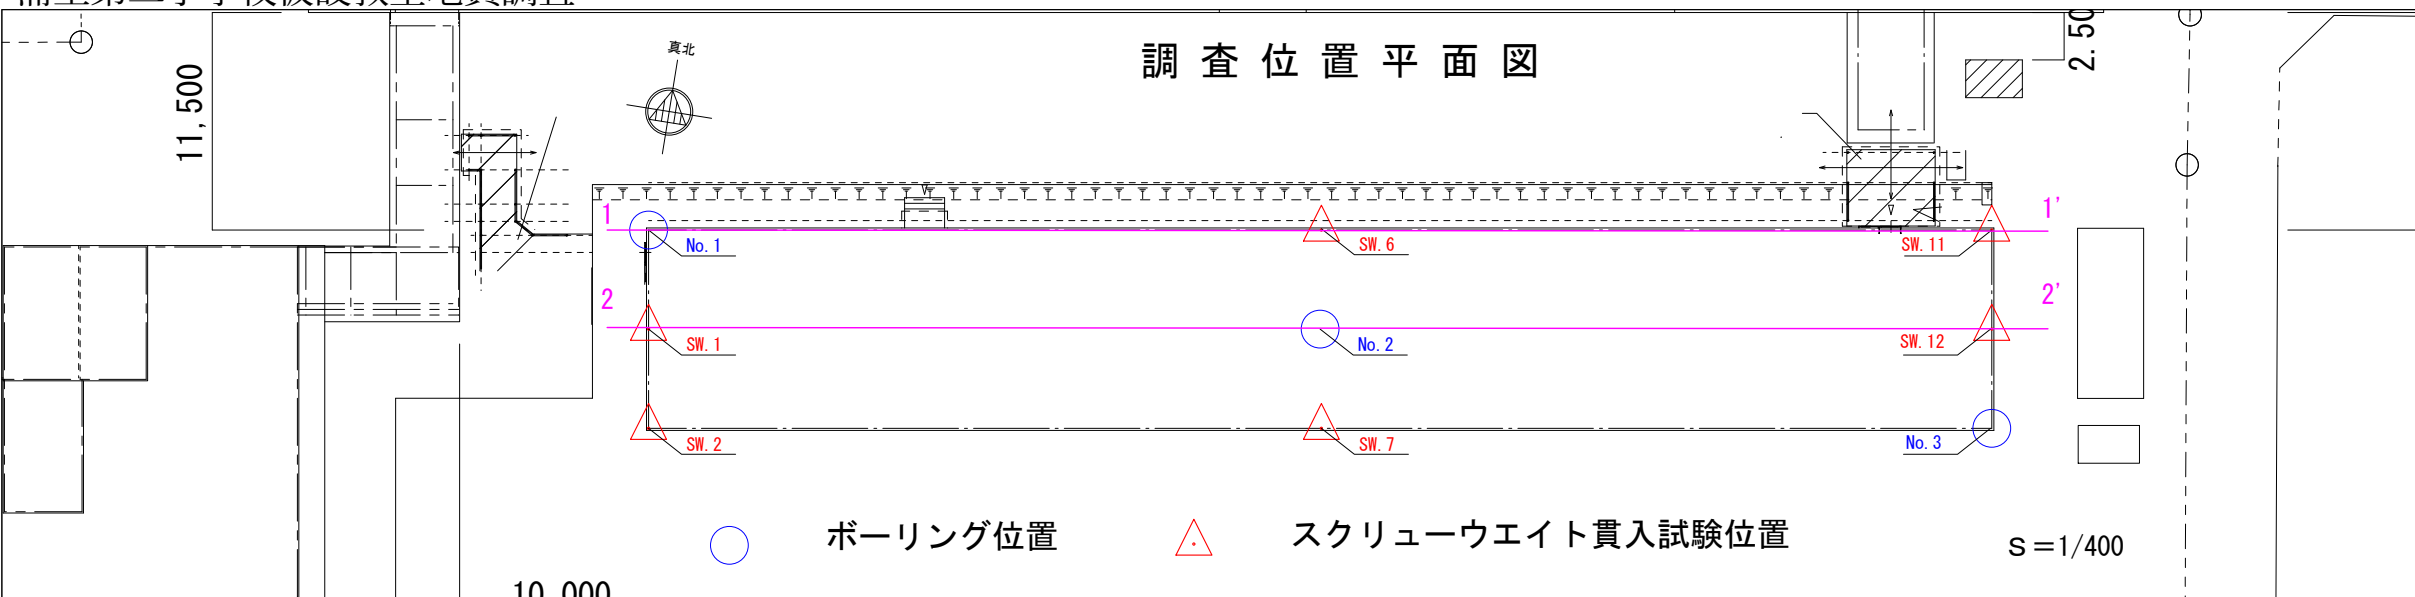 真北
調査位置平面図
11,500
2.50
1
1'
No.1
SW.6
SW.11
2
2'
SW.1
No.2
SW.12
SW.2
SW.7
No.3
ボーリング位置
スクリューウエイト貫入試験位置
S=1/400
10,000